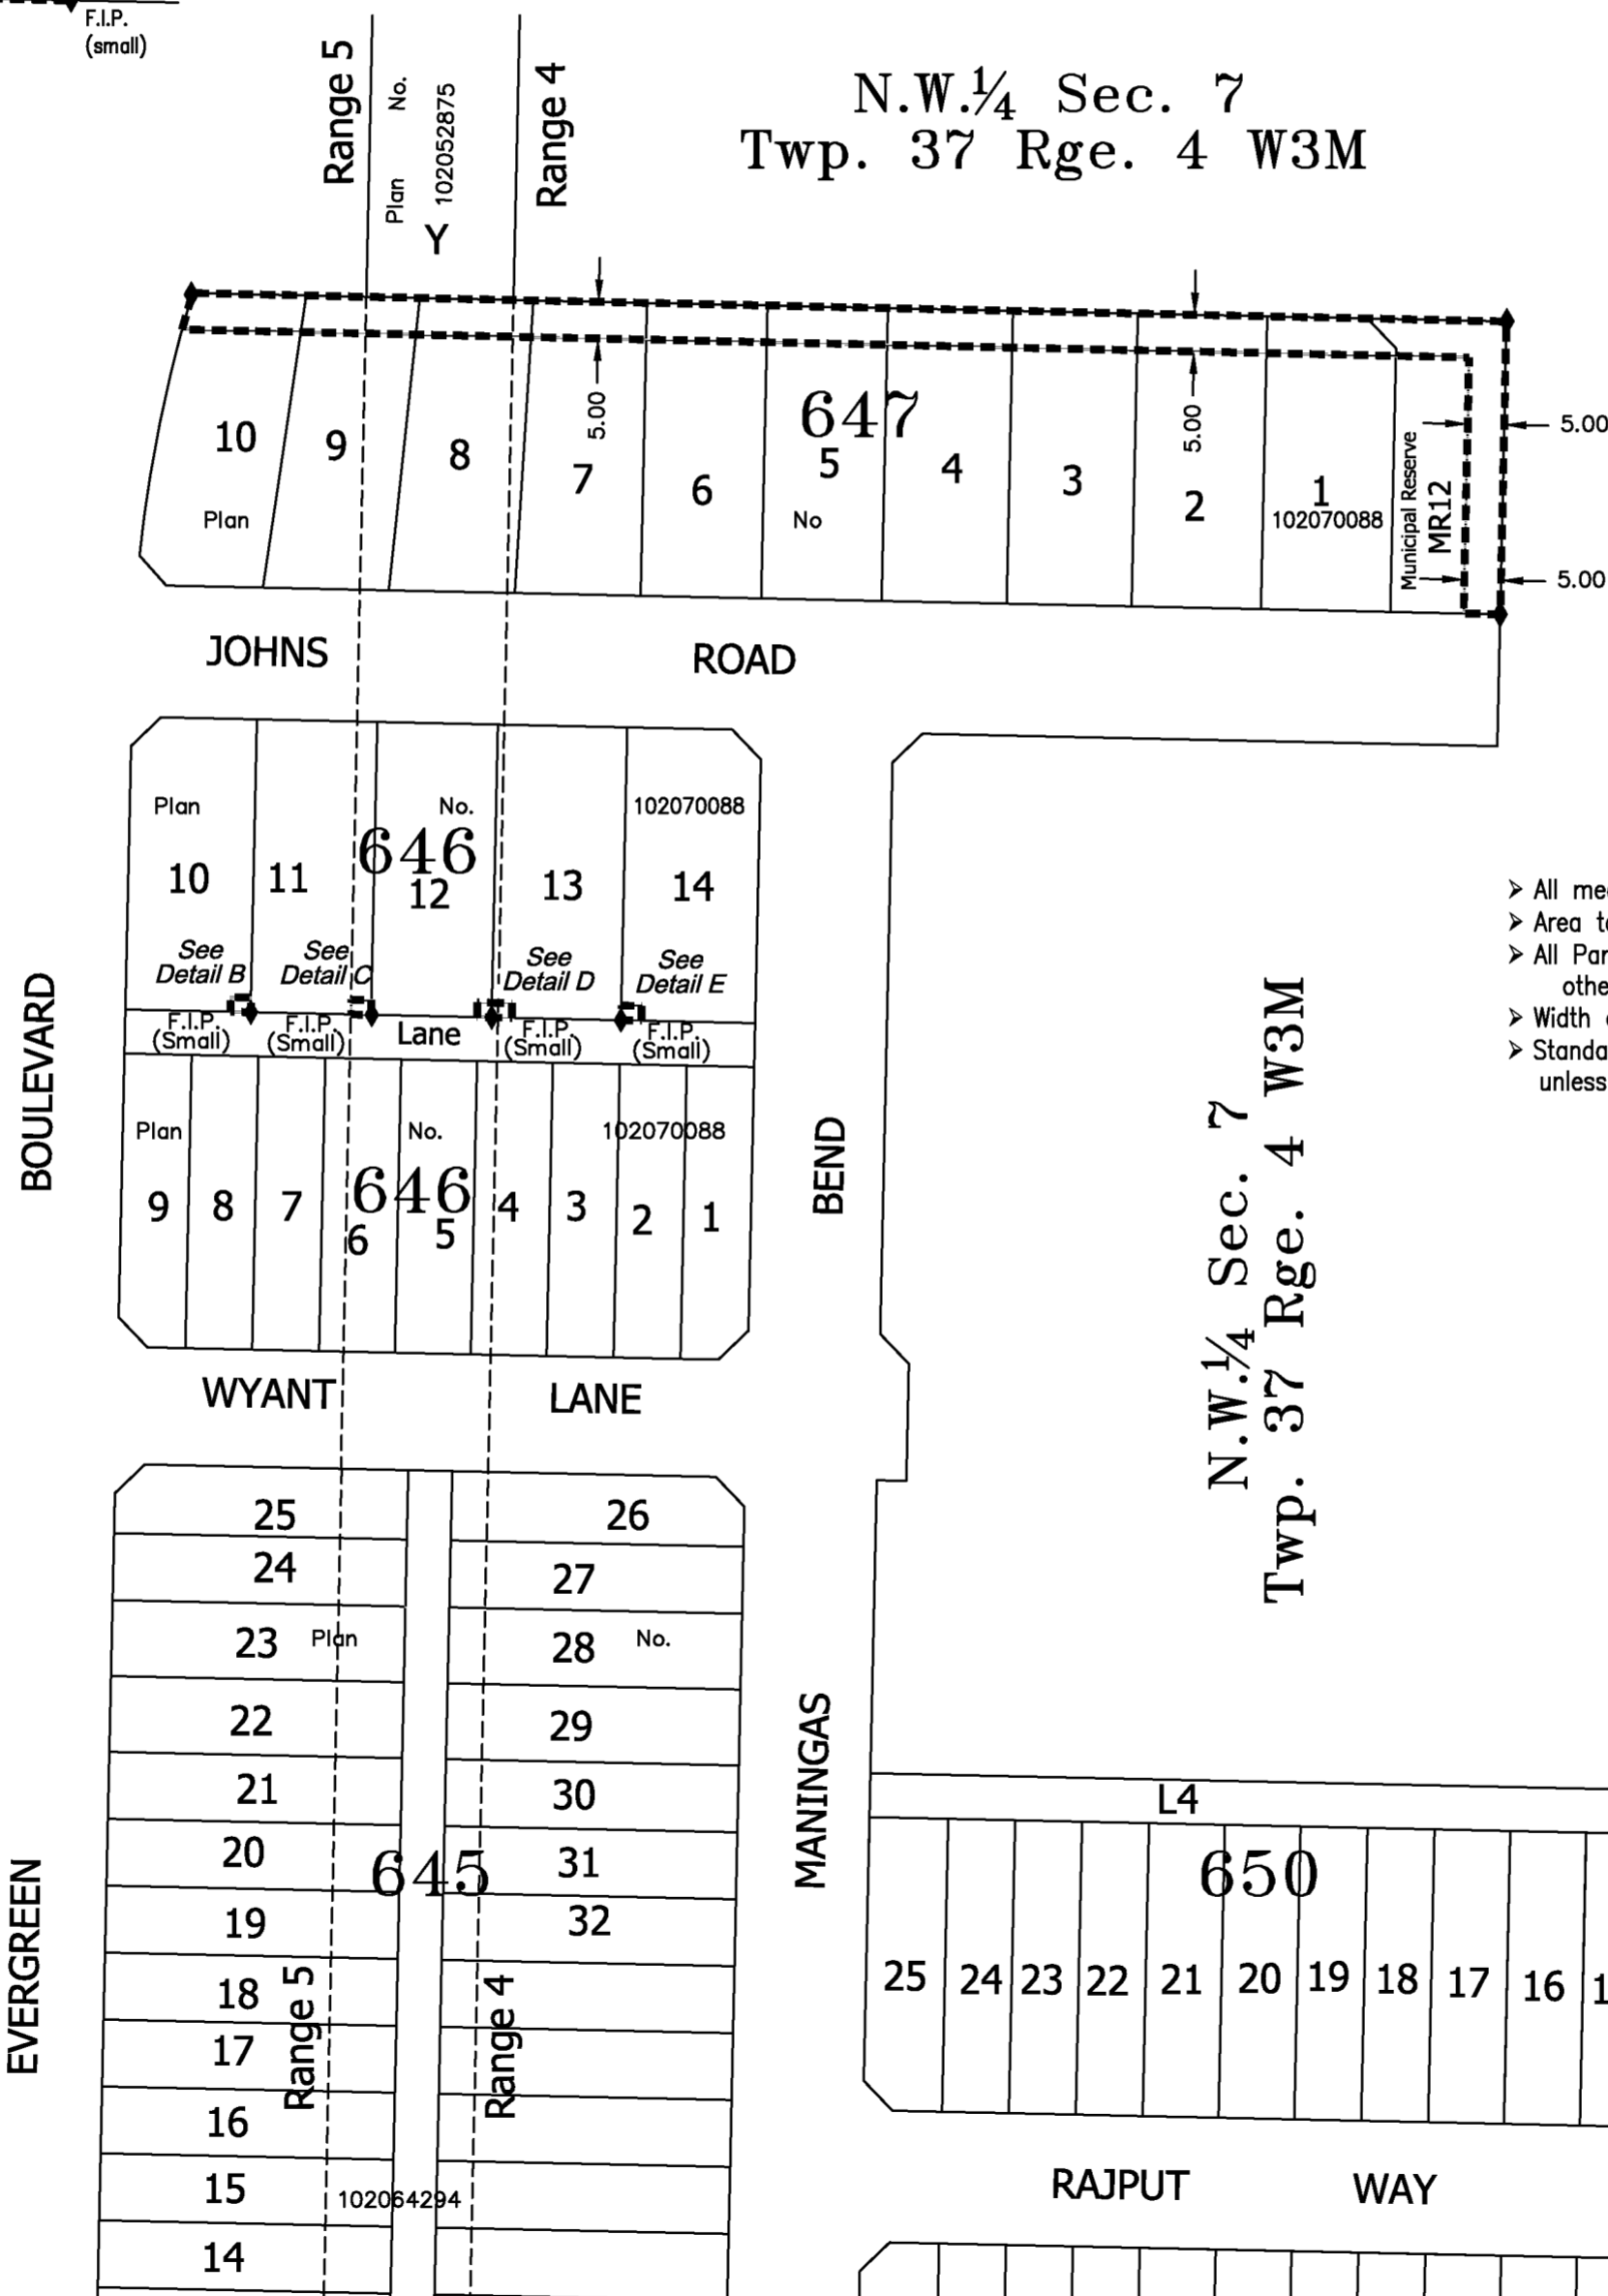 F.I.P.
(small)
Range 5
Plan No.
102052875
Y
Range 4
N.W.¼ Sec. 7
Twp. 37 Rge. 4 W3M
5.00
5.00
647
10
9
8
7
6
5
4
3
2
1
Plan
No
102070088
Municipal Reserve
MR12
5.00
5.00
JOHNS ROAD
Plan
No.
102070088
646
10
11
12
13
14
See
Detail B
See
Detail C
See
Detail D
See
Detail E
F.I.P.
(Small)
F.I.P.
(Small)
Lane
F.I.P.
(Small)
F.I.P.
(Small)
Plan
No.
102070088
646
9
8
7
6
5
4
3
2
1
BOULEVARD
BEND
N.W.¼ Sec. 7
Twp. 37 Rge. 4 W3M
➢ All
➢ Area
➢ All
➢ Width
➢
unless
WYANT LANE
25
26
24
27
23
Plan
28
No.
22
29
21
30
20
645
31
19
32
18
Range 5
Range 4
17
16
15
102064294
14
EVERGREEN
MANINGAS
L4
650
25
24
23
22
21
20
19
18
17
16
RAJPUT WAY